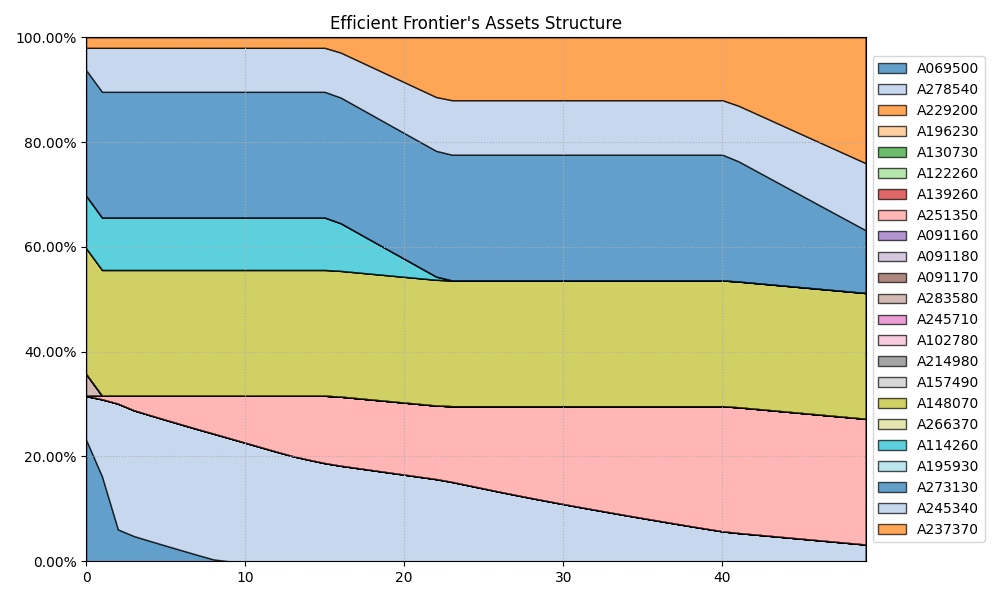 Efficient Frontier's Assets Structure
100.00%
80.00%
60.00%
40.00%
20.00%
0.00%
0
10
20
30
40
A069500
A278540
A229200
A196230
A130730
A122260
A139260
A251350
A091160
A091180
A091170
A283580
A245710
A102780
A214980
A157490
A148070
A266370
A114260
A195930
A273130
A245340
A237370